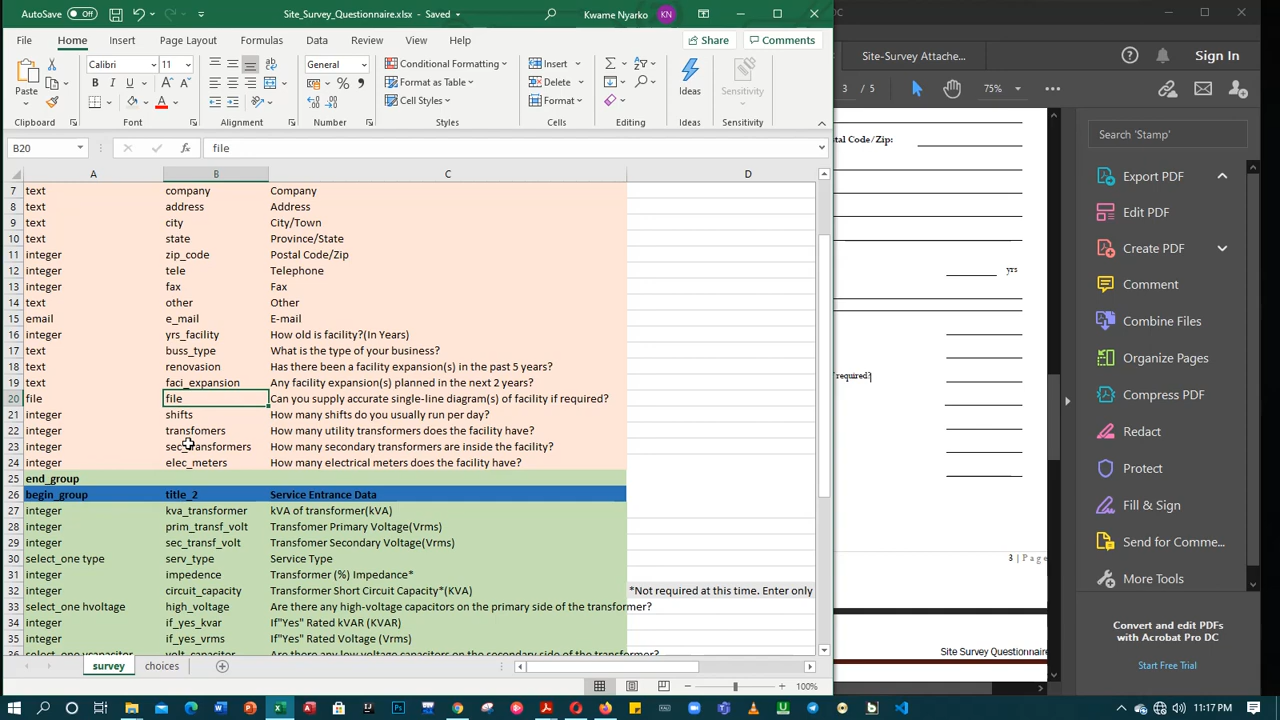 AutoSave Off Site_Survey_Questionnaire.xlsx - Saved Kwame Nyarko KN
File Home Insert Page Layout Formulas Data Review View Help Share Comments
Calibri 11 General Conditional Formatting Insert
Paste B I U Format as Table Delete Ideas Sensitivity
Cell Styles Format
Clipboard Font Alignment Number Styles Cells Editing Ideas Sensitivity
B20 fx file
A B C D
7 text company Company
8 text address Address
9 text city City/Town
10 text state Province/State
11 integer zip_code Postal Code/Zip
12 integer tele Telephone
13 integer fax Fax
14 text other Other
15 email e_mail E-mail
16 integer yrs_facility How old is facility?(In Years)
17 text buss_type What is the type of your business?
18 text renovasion Has there been a facility expansion(s) in the past 5 years?
19 text faci_expansion Any facility expansion(s) planned in the next 2 years?
20 file file Can you supply accurate single-line diagram(s) of facility if required?
21 integer shifts How many shifts do you usually run per day?
22 integer transfomers How many utility transformers does the facility have?
23 integer sec_transformers How many secondary transformers are inside the facility?
24 integer elec_meters How many electrical meters does the facility have?
25 end_group
26 begin_group title_2 Service Entrance Data
27 integer kva_transformer kVA of transformer(kVA)
28 integer prim_transf_volt Transfomer Primary Voltage(Vrms)
29 integer sec_transf_volt Transfomer Secondary Voltage(Vrms)
30 select_one type serv_type Service Type
31 integer impedence Transformer (%) Impedance*
32 integer circuit_capacity Transformer Short Circuit Capacity*(KVA) *Not required at this time. Enter only
33 select_one hvoltage high_voltage Are there any high-voltage capacitors on the primary side of the transformer?
34 integer if_yes_kvar If"Yes" Rated kVAR (KVAR)
35 integer if_yes_vrms If"Yes" Rated Voltage (Vrms)
survey choices
100%
DC
Site-Survey Attache... Sign In
3 / 5 75%
tal Code/Zip:
yrs
required?
3 | Page
Site Survey Questionnaire
Search 'Stamp'
Export PDF
Edit PDF
Create PDF
Comment
Combine Files
Organize Pages
Compress PDF
Redact
Protect
Fill & Sign
Send for Comme...
More Tools
Convert and edit PDFs
with Acrobat Pro DC
Start Free Trial
11:17 PM